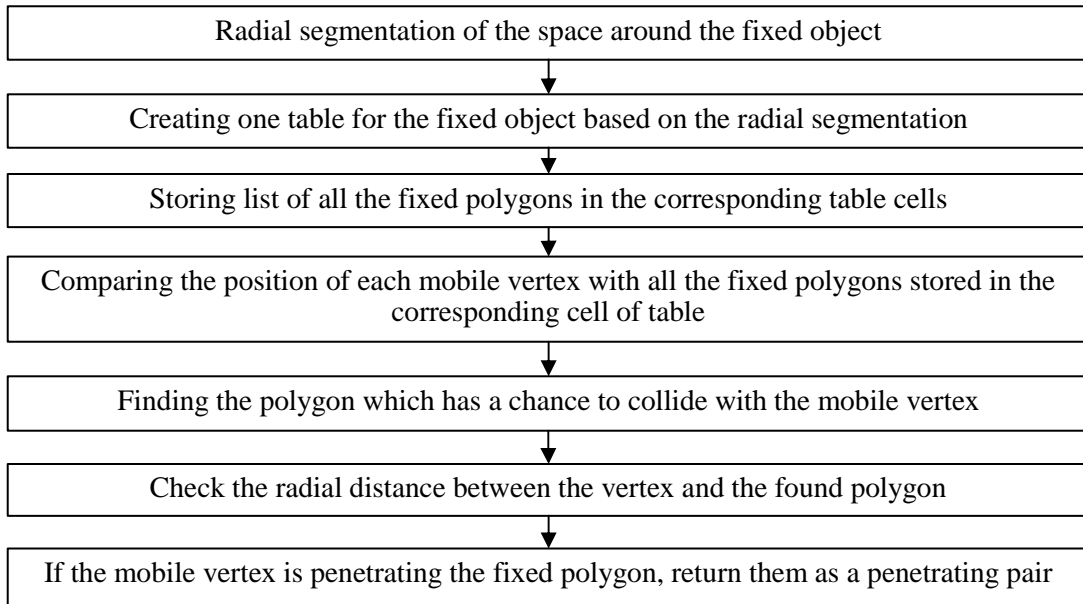 Radial segmentation of the space around the fixed object
Creating one table for the fixed object based on the radial segmentation
Storing list of all the fixed polygons in the corresponding table cells
Comparing the position of each mobile vertex with all the fixed polygons stored in the
corresponding cell of table
Finding the polygon which has a chance to collide with the mobile vertex
Check the radial distance between the vertex and the found polygon
If the mobile vertex is penetrating the fixed polygon, return them as a penetrating pair